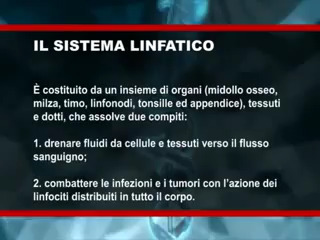 IL SISTEMA LINFATICO
È costituito da un insieme di organi (midollo osseo,
milza, timo, linfonodi, tonsille ed appendice), tessuti
e dotti, che assolve due compiti:
1. drenare fluidi da cellule e tessuti verso il flusso
sanguigno;
2. combattere le infezioni e i tumori con l'azione dei
linfociti distribuiti in tutto il corpo.